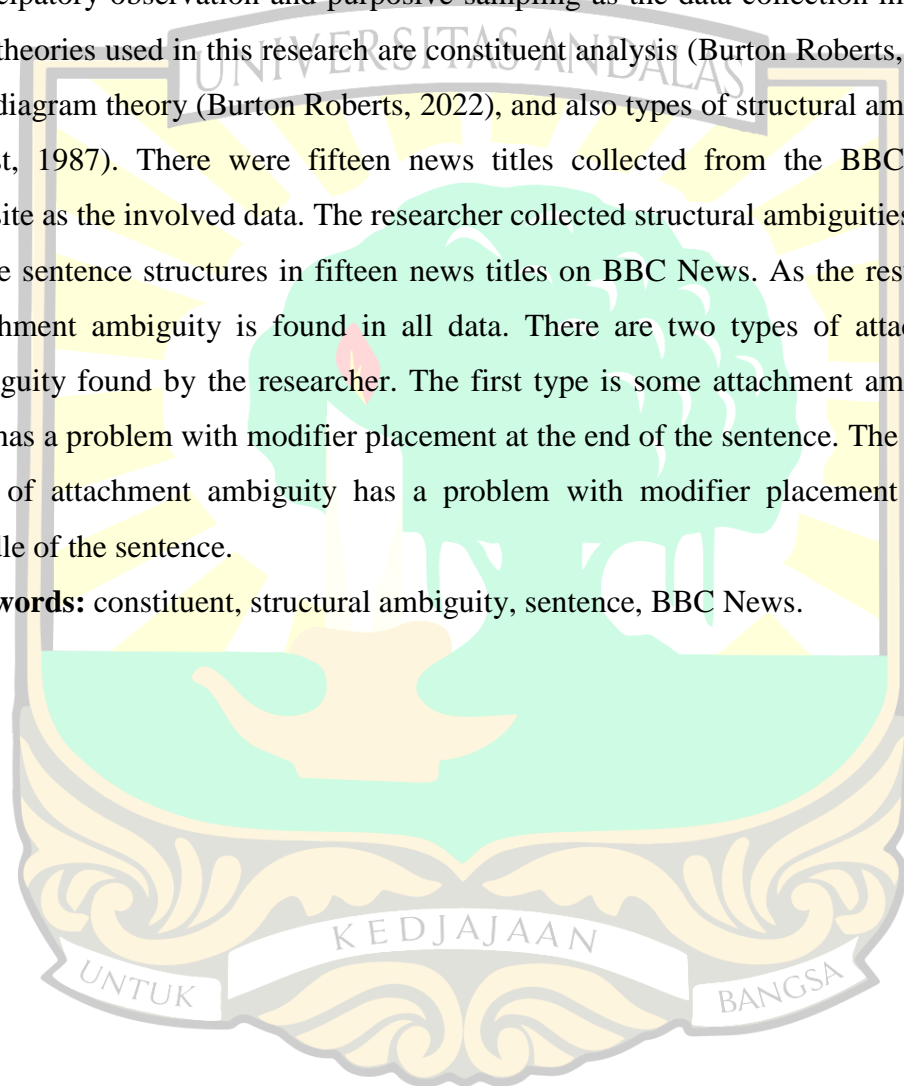 cipatory observation and purposive sampling as the data collection in
theories used in this research are constituent analysis (Burton Roberts,
diagram theory (Burton Roberts, 2022), and also types of structural am
st, 1987). There were fifteen news titles collected from the BBC
site as the involved data. The researcher collected structural ambiguities
e sentence structures in fifteen news titles on BBC News. As the res
hment ambiguity is found in all data. There are two types of attac
iguity found by the researcher. The first type is some attachment am
has a problem with modifier placement at the end of the sentence. The
of attachment ambiguity has a problem with modifier placement
lle of the sentence.
words: constituent, structural ambiguity, sentence, BBC News.
UNIVERSITAS ANDALAS
UNTUK KEDJAJAAN BANGSA